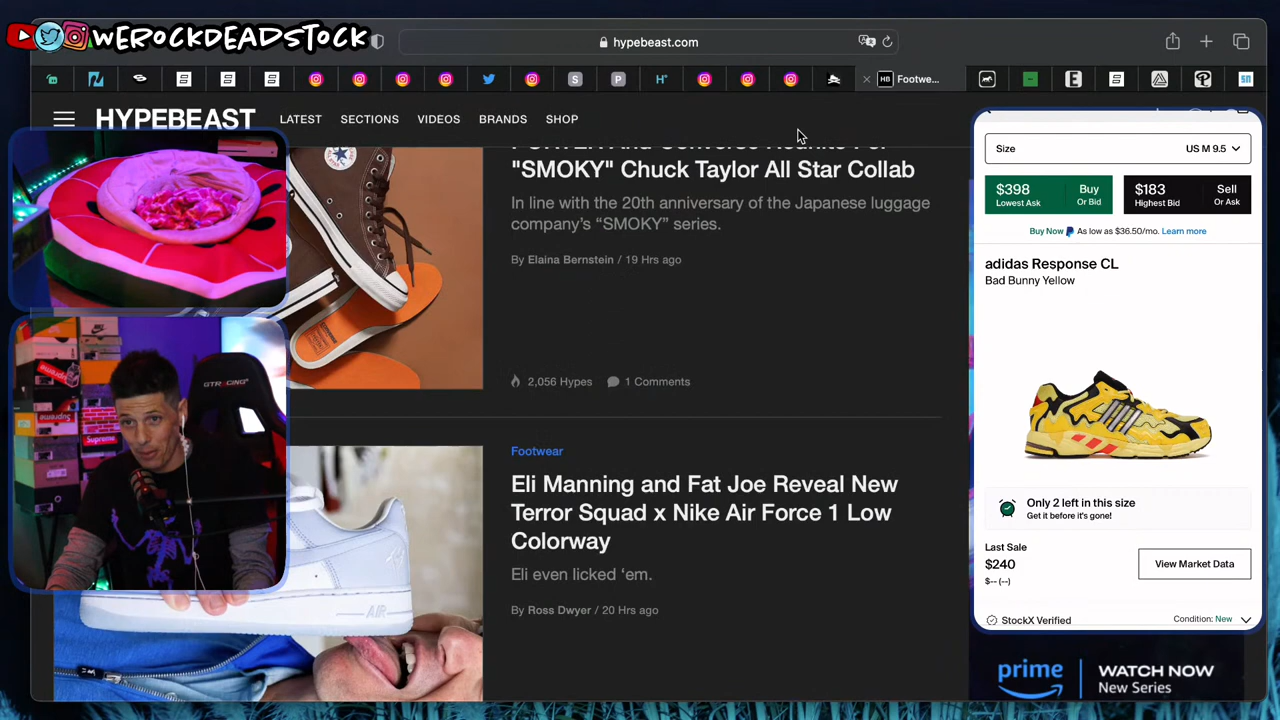 WEROCKDEADSTOCK
hypebeast.com
Footwe...
HYPEBEAST
LATEST
SECTIONS
VIDEOS
BRANDS
SHOP
"SMOKY" Chuck Taylor All Star Collab
In line with the 20th anniversary of the Japanese luggage
company's “SMOKY” series.
By Elaina Bernstein / 19 Hrs ago
2,056 Hypes
1 Comments
Footwear
Eli Manning and Fat Joe Reveal New
Terror Squad x Nike Air Force 1 Low
Colorway
Eli even licked ‘em.
By Ross Dwyer / 20 Hrs ago
AIR
GTRACING
Supreme
Size
US M 9.5
$398
Lowest Ask
Buy
Or Bid
$183
Highest Bid
Sell
Or Ask
Buy Now
As low as $36.50/mo. Learn more
adidas Response CL
Bad Bunny Yellow
Only 2 left in this size
Get it before it's gone!
Last Sale
$240
$-- (--)
View Market Data
StockX Verified
Condition: New
prime
WATCH NOW
New Series